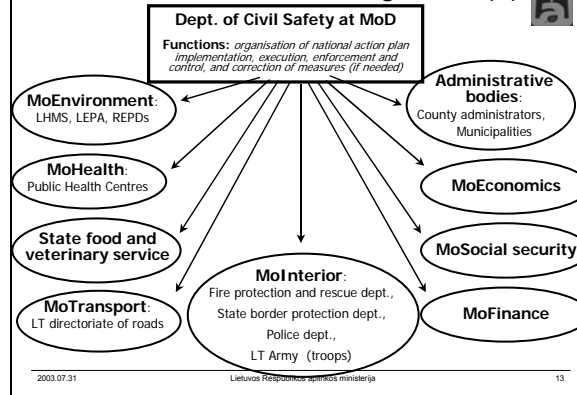 Dept. of Civil Safety at MoD
Functions: organisation of national action plan
implementation, execution, enforcement and
control, and correction of measures (if needed)
MoEnvironment:
LHMS, LEPA, REPDs
Administrative
bodies:
County administrators,
Municipalities
MoHealth:
Public Health Centres
MoEconomics
State food and
veterinary service
MoSocial security
MoInterior:
Fire protection and rescue dept.,
State border protection dept.,
Police dept.,
LT Army (troops)
MoTransport:
LT directoriate of roads
MoFinance
2003.07.31
Lietuvos Respublikos aplinkos ministerija
13